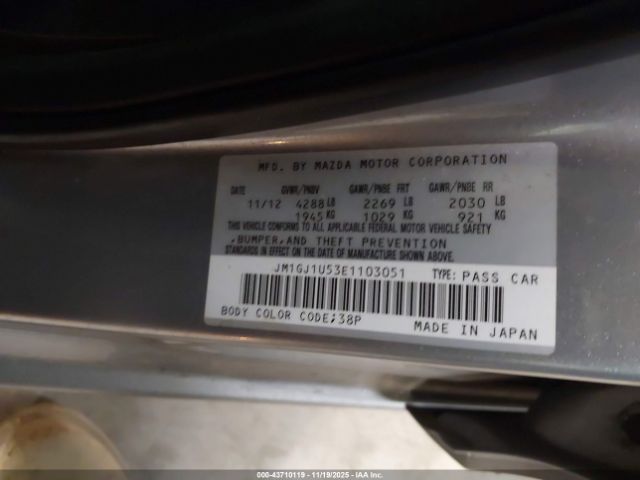 MFD. BY MAZDA MOTOR CORPORATION
DATE GVWR/PNBV GAWR/PNBE FRT GAWR/PNBE RR
11/12 4288 LB 2269 LB 2030 LB
1945 KG 1029 KG 921 KG
THIS VEHICLE CONFORMS TO ALL APPLICABLE FEDERAL MOTOR VEHICLE SAFETY
,BUMPER,AND THEFT PREVENTION
STANDARDS IN EFFECT ON THE DATE OF MANUFACTURE SHOWN ABOVE.
JM1GJ1U53E1103051 TYPE: PASS CAR
BODY COLOR CODE;38P MADE IN JAPAN
000-43710119 - 11/19/2025 - IAAI, Inc.